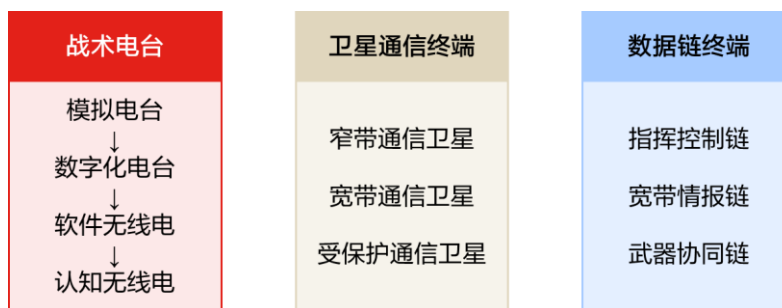 战术电台
模拟电台
↓
数字化电台
↓
软件无线电
↓
认知无线电
卫星通信终端
窄带通信卫星
宽带通信卫星
受保护通信卫星
数据链终端
指挥控制链
宽带情报链
武器协同链